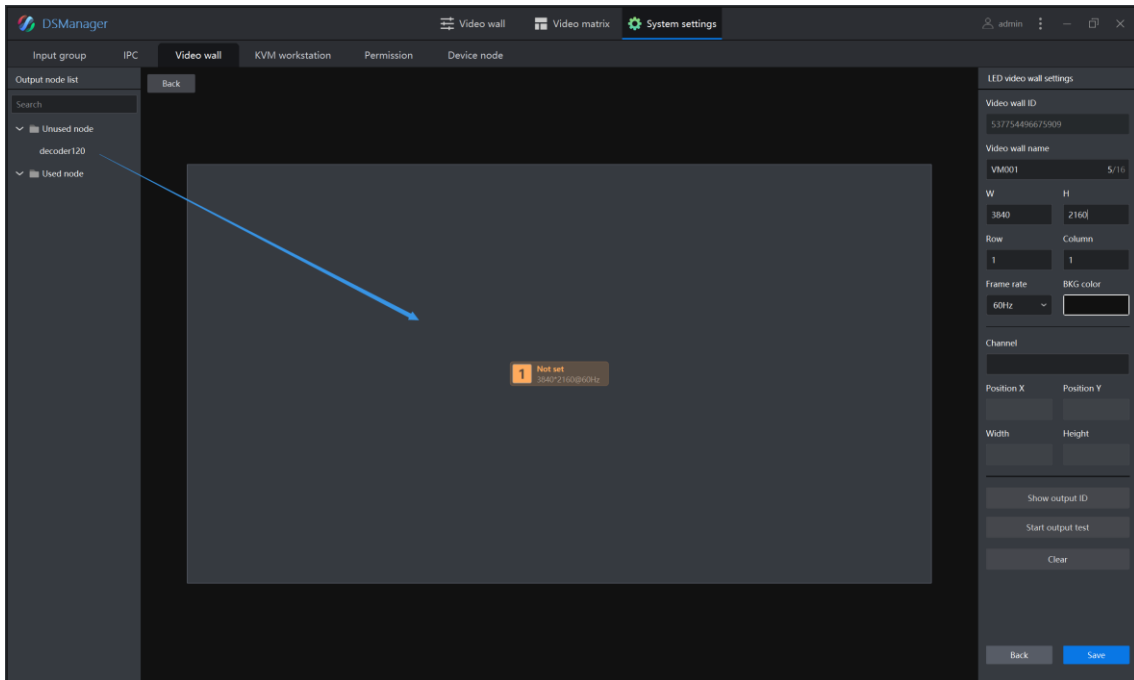 DSManager
Video wall
Video matrix
System settings
admin
Input group
IPC
Video wall
KVM workstation
Permission
Device node
Output node list
Search
Unused node
decoder120
Used node
Back
1
Not set
3840*2160@60Hz
LED video wall settings
Video wall ID
537754496675909
Video wall name
VM001 5/16
W H
3840 2160
Row Column
1 1
Frame rate BKG color
60Hz
Channel
Position X Position Y
Width Height
Show output ID
Start output test
Clear
Back Save